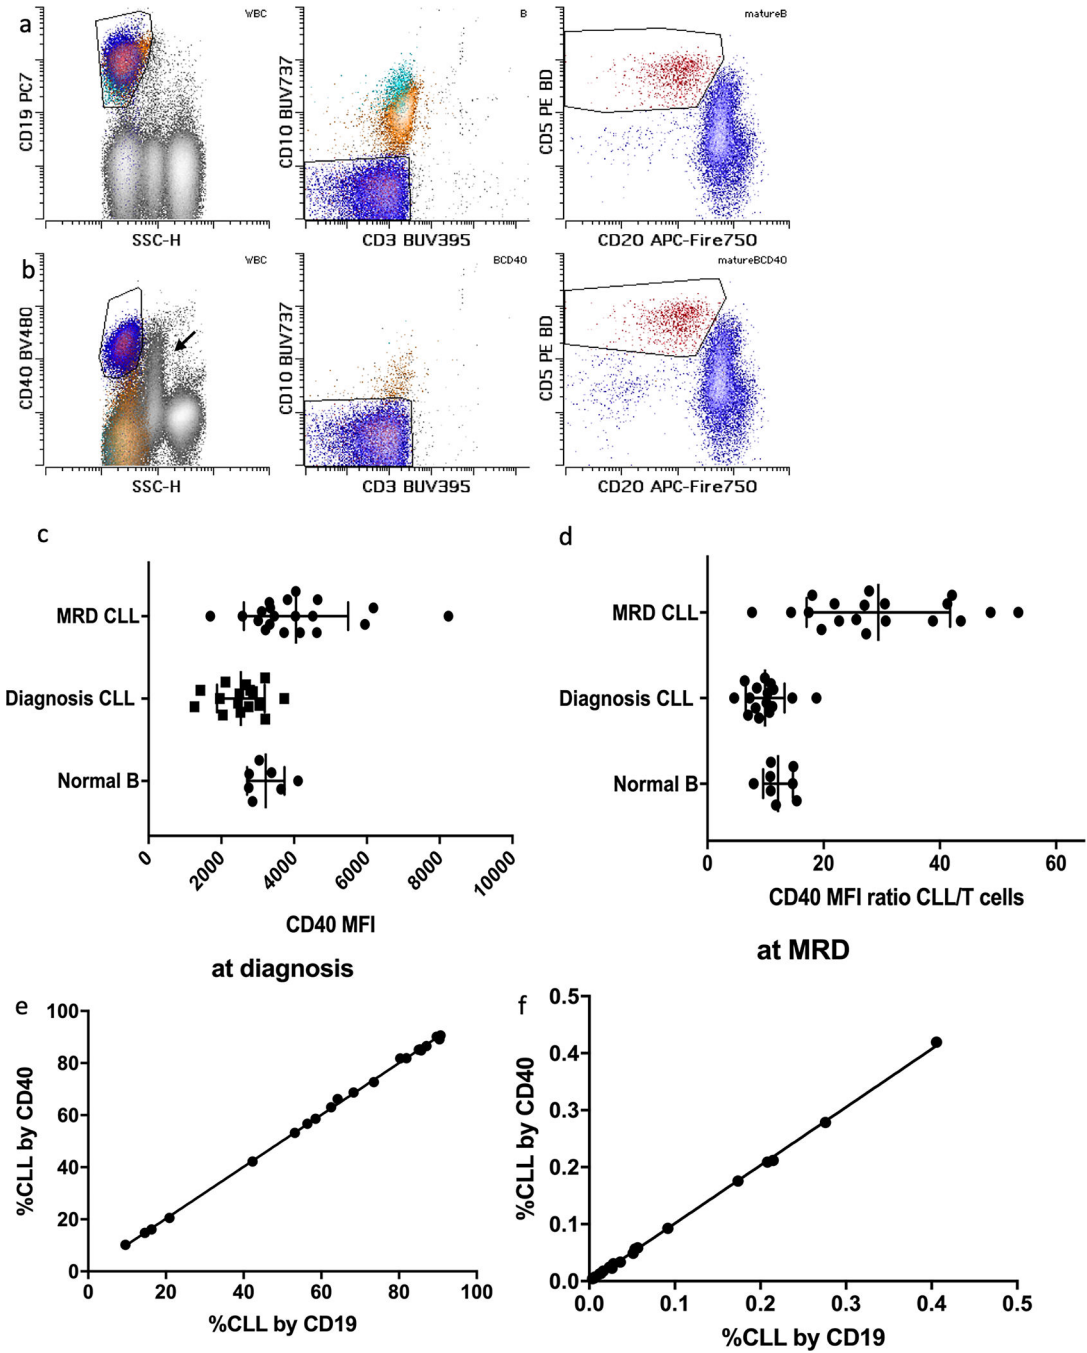 a
WBC
CD19 PC7
SSC-H
B
CD10 BUV737
CD3 BUV395
matureB
CD5 PE BD
CD20 APC-Fire750
b
WBC
CD40 BV480
SSC-H
BCD40
CD10 BUV737
CD3 BUV395
matureBCD40
CD5 PE BD
CD20 APC-Fire750
c
MRD CLL
Diagnosis CLL
Normal B
0 2000 4000 6000 8000 10000
CD40 MFI
d
MRD CLL
Diagnosis CLL
Normal B
0 20 40 60
CD40 MFI ratio CLL/T cells
at diagnosis
e
100
80
60
40
20
0
%CLL by CD40
0 20 40 60 80 100
%CLL by CD19
at MRD
f
0.5
0.4
0.3
0.2
0.1
0.0
%CLL by CD40
0.0 0.1 0.2 0.3 0.4 0.5
%CLL by CD19